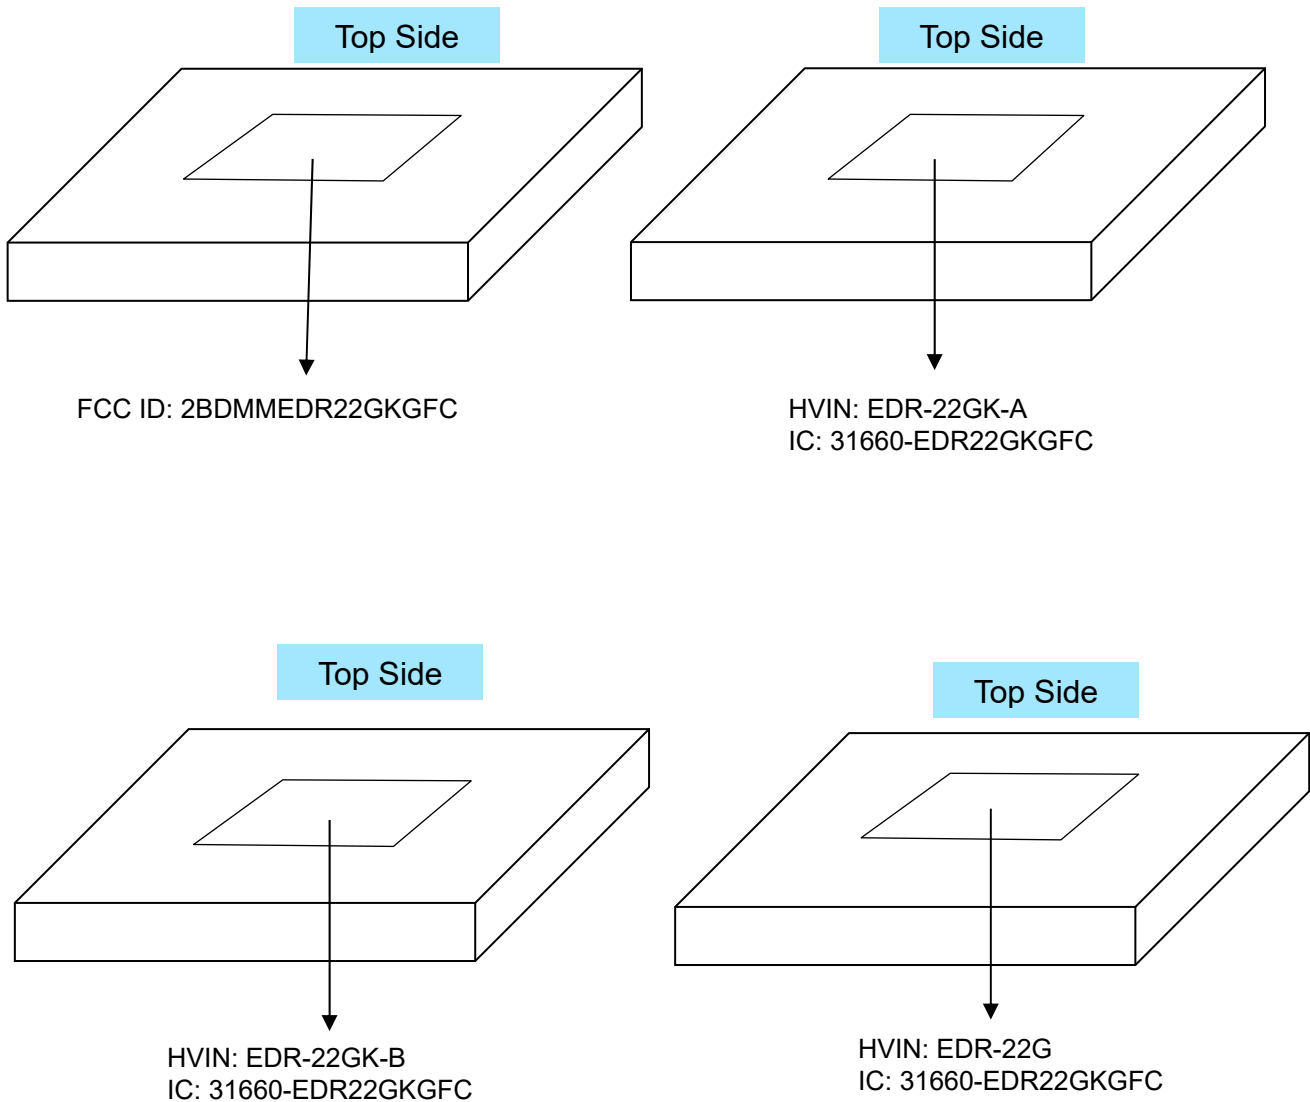 Top Side
Top Side
FCC ID: 2BDMMEDR22GKGFC
HVIN: EDR-22GK-A
IC: 31660-EDR22GKGFC
Top Side
Top Side
HVIN: EDR-22GK-B
IC: 31660-EDR22GKGFC
HVIN: EDR-22G
IC: 31660-EDR22GKGFC